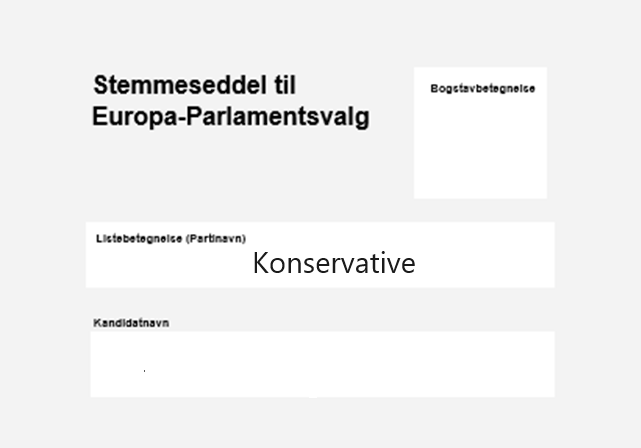 Stemmeseddel til
Europa-Parlamentsvalg
Bogstavbetegnelse
Listebetegnelse (Partinavn)
Konservative
Kandidatnavn